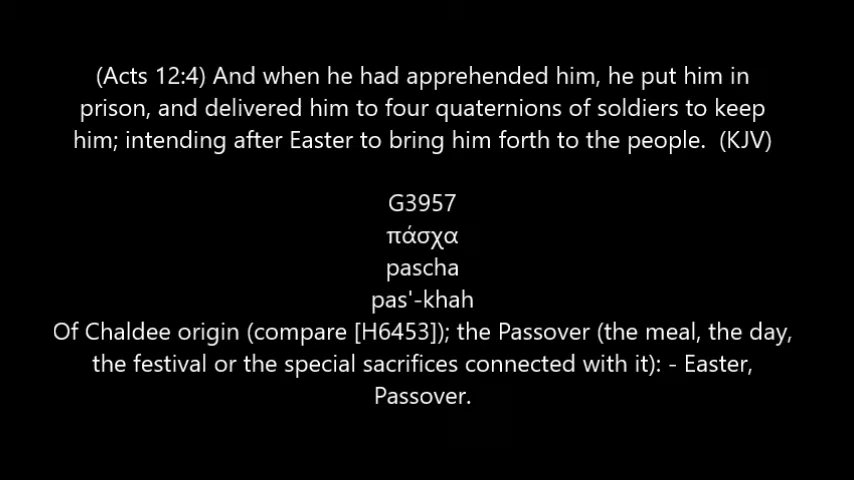 (Acts 12:4) And when he had apprehended him, he put him in
prison, and delivered him to four quaternions of soldiers to keep
him; intending after Easter to bring him forth to the people.  (KJV)
G3957
πάσχα
pascha
pas'-khah
Of Chaldee origin (compare [H6453]); the Passover (the meal, the day,
the festival or the special sacrifices connected with it): - Easter,
Passover.